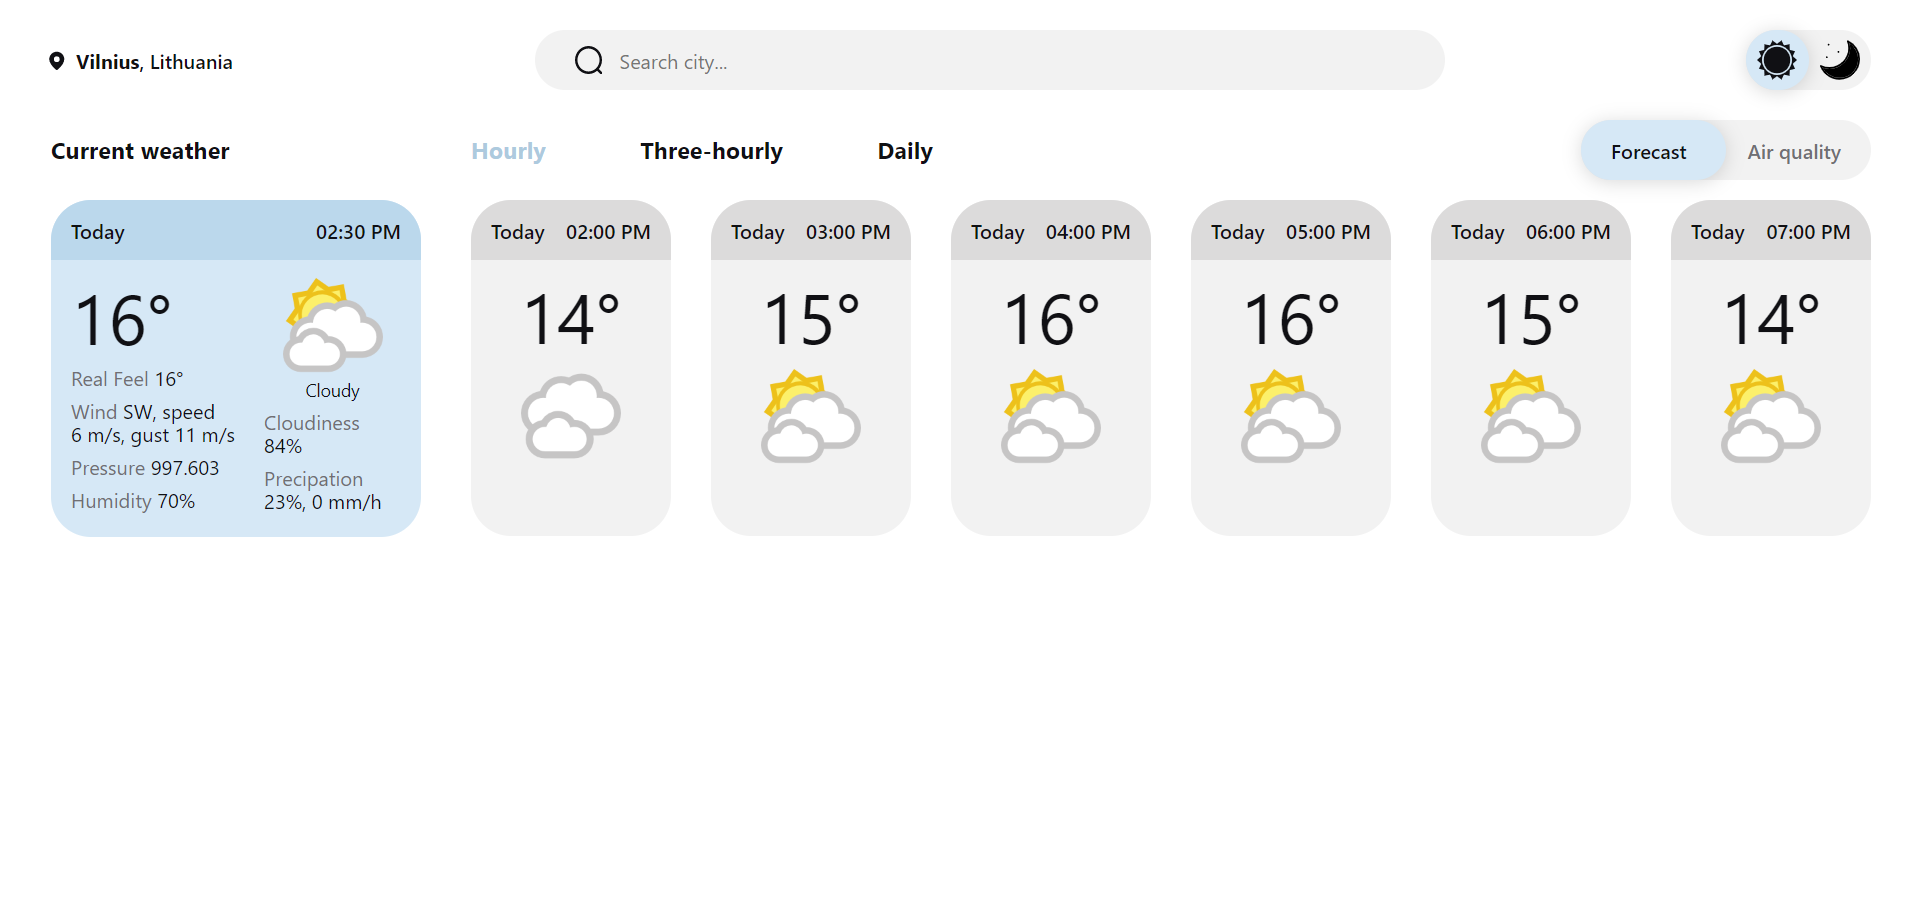 Vilnius, Lithuania
Search city...
Current weather
Hourly
Three-hourly
Daily
Forecast
Air quality
Today 02:30 PM
16°
Real Feel 16°
Wind SW, speed
6 m/s, gust 11 m/s
Pressure 997.603
Humidity 70%
Cloudy
Cloudiness
84%
Precipation
23%, 0 mm/h
Today 02:00 PM
14°
Today 03:00 PM
15°
Today 04:00 PM
16°
Today 05:00 PM
16°
Today 06:00 PM
15°
Today 07:00 PM
14°